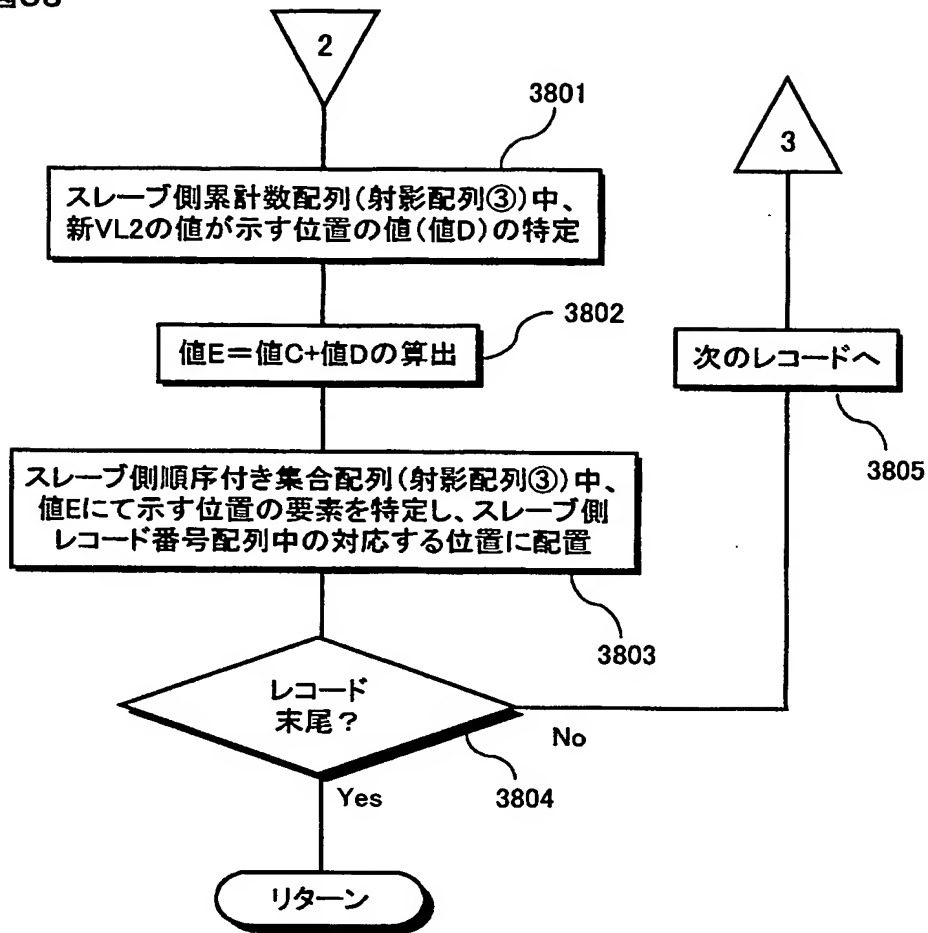 2
3801
スレーブ側累計数配列(射影配列③)中、
新VL2の値が示す位置の値(値D)の特定
3802
値E=値C+値Dの算出
スレーブ側順序付き集合配列(射影配列③)中、
値Eにて示す位置の要素を特定し、スレーブ側
レコード番号配列中の対応する位置に配置
3803
レコード
末尾?
No
3804
Yes
リターン
3
次のレコードへ
3805